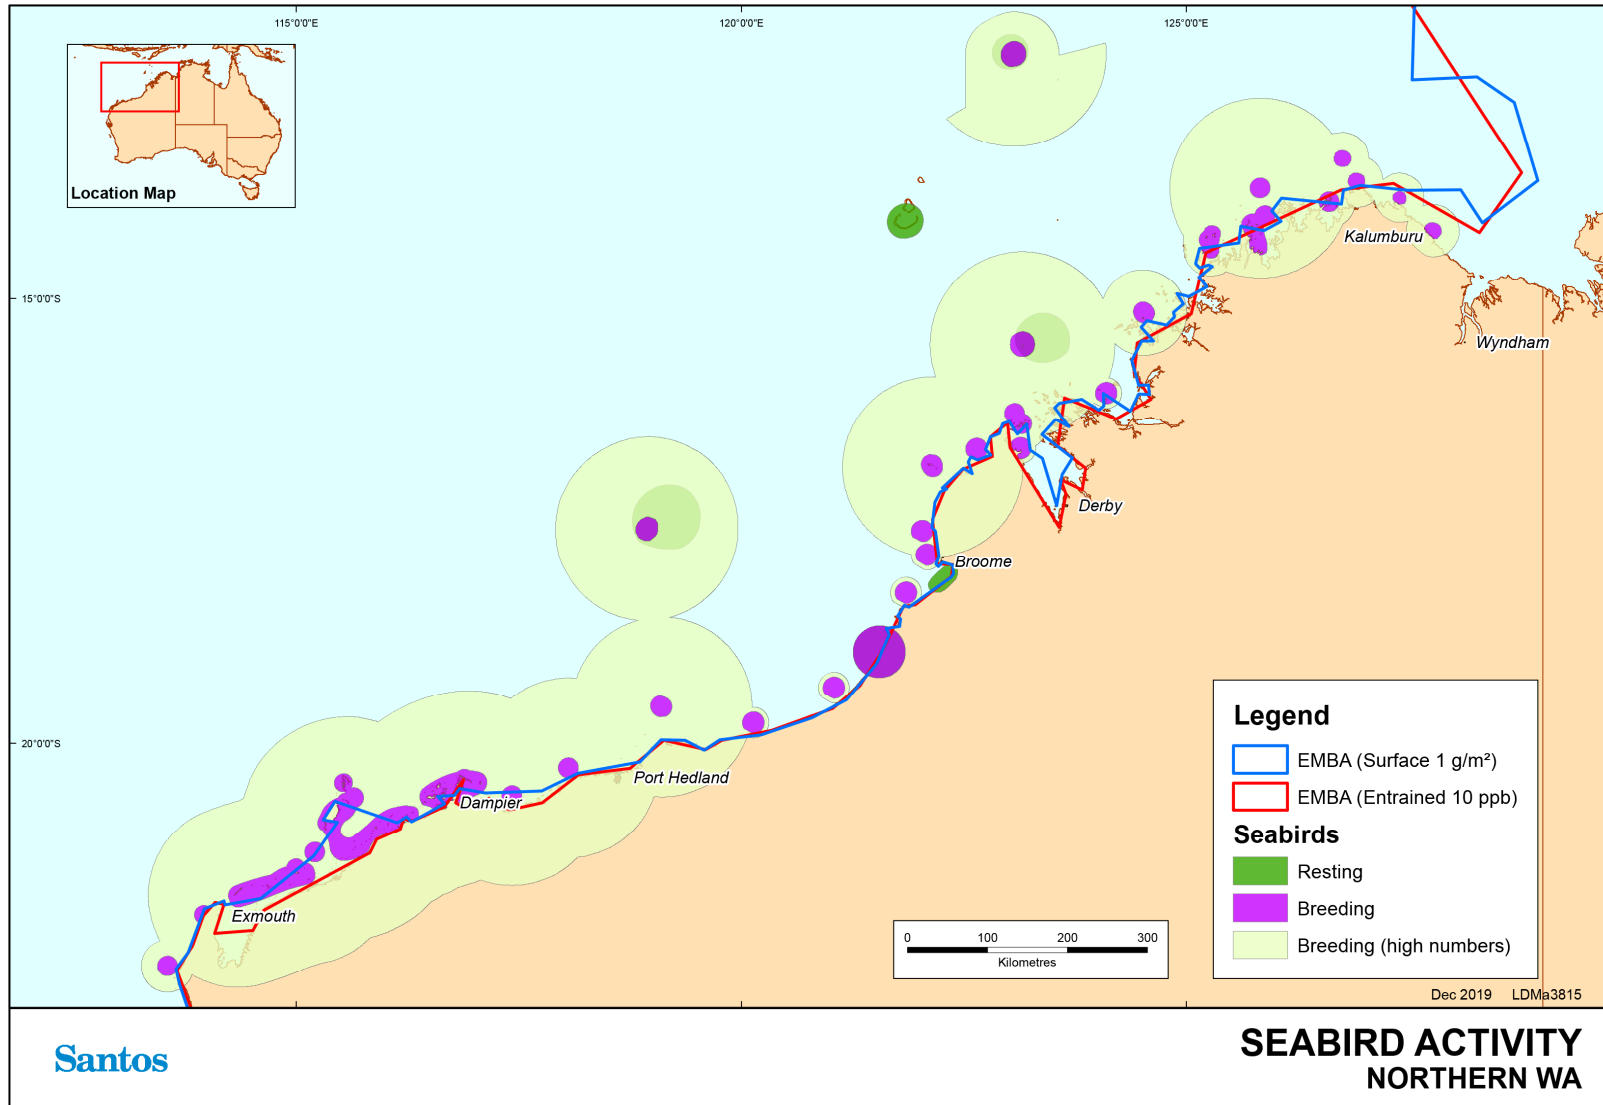 115°0'0"E
120°0'0"E
125°0'0"E
Location Map
15°0'0"S
20°0'0"S
Kalumburu
Wyndham
Derby
Broome
Port Hedland
Dampier
Exmouth
Legend
EMBA (Surface 1 g/m²)
EMBA (Entrained 10 ppb)
Seabirds
Resting
Breeding
Breeding (high numbers)
0 100 200 300
Kilometres
Dec 2019 LDMa3815
Santos
SEABIRD ACTIVITY
NORTHERN WA